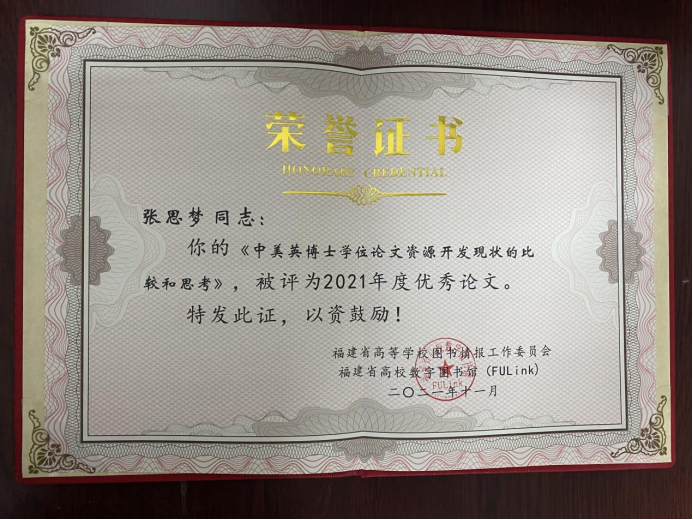 荣誉证书
HONORARY CREDENTIAL
张思梦同志：
你的《中美英博士学位论文资源开发现状的比
较和思考》，被评为2021年度优秀论文。
特发此证，以资鼓励！
福建省高等学校图书情报工作委员会
福建省高校数字图书馆(FULink)
FULink
二〇二一年十一月